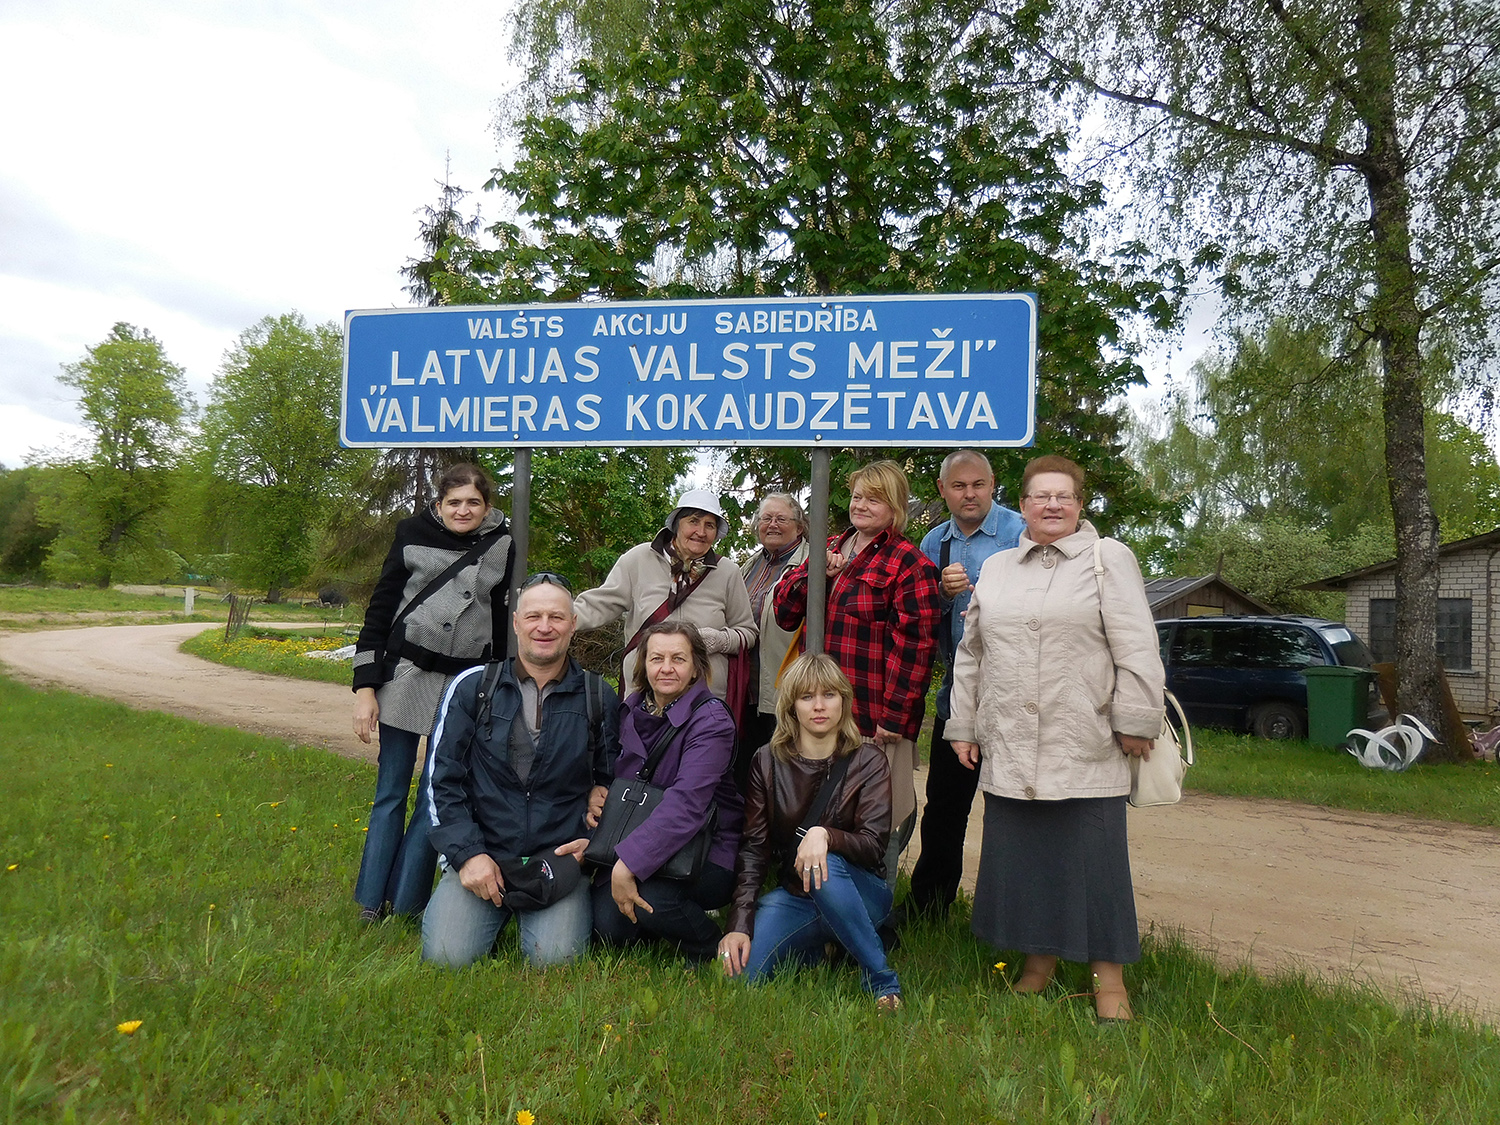 VALSTS AKCIJU SABIEDRĪBA
„LATVIJAS VALSTS MEŽI”
VALMIERAS KOKAUDZĒTAVA